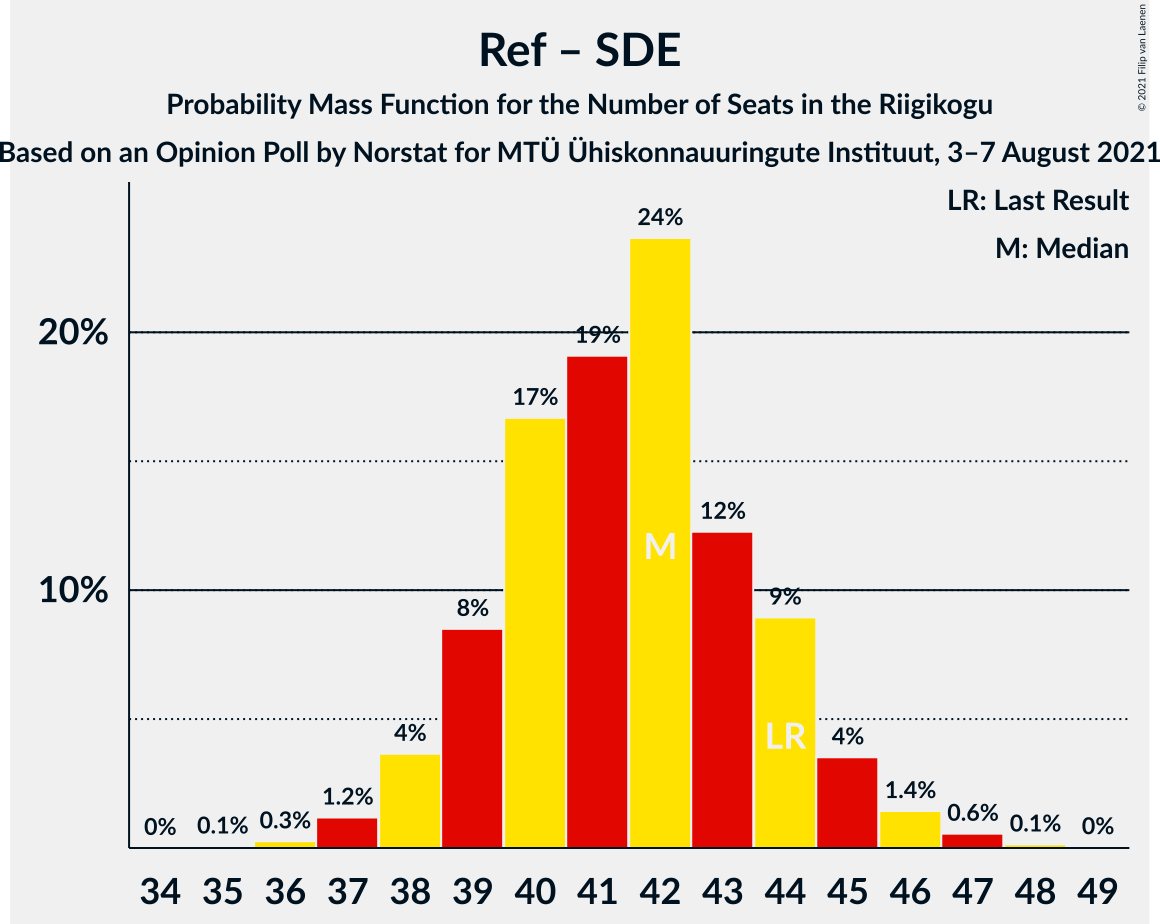 Ref – SDE
Probability Mass Function for the Number of Seats in the Riigikogu
Based on an Opinion Poll by Norstat for MTÜ Ühiskonnauuringute Instituut, 3–7 August 2021
© 2021 Filip van Laenen
LR: Last Result
M: Median
20%
10%
0%
0.1%
0.3%
1.2%
4%
8%
17%
19%
24%
12%
9%
4%
1.4%
0.6%
0.1%
0%
M
LR
34 35 36 37 38 39 40 41 42 43 44 45 46 47 48 49